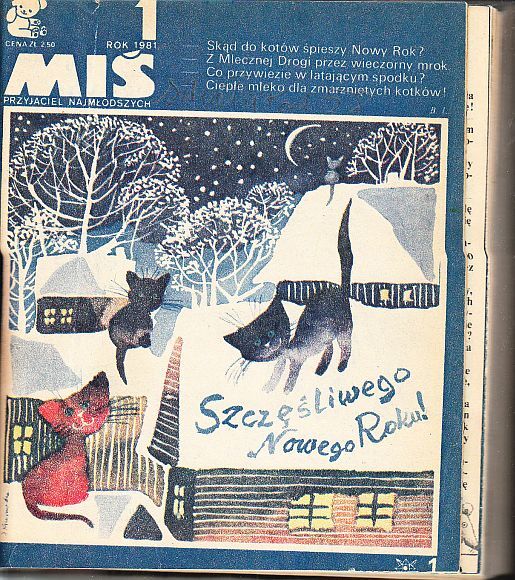 1
CENA ZŁ 2.50
ROK 1981
MIŚ
PRZYJACIEL NAJMŁODSZYCH
— Skąd do kotów śpieszy Nowy Rok?
— Z Mlecznej Drogi przez wieczorny mrok
— Co przywiezie w latającym spodku?
— Ciepłe mleko dla zmarzniętych kotków!
B. L.
Szczęśliwego
Nowego Roku!
1